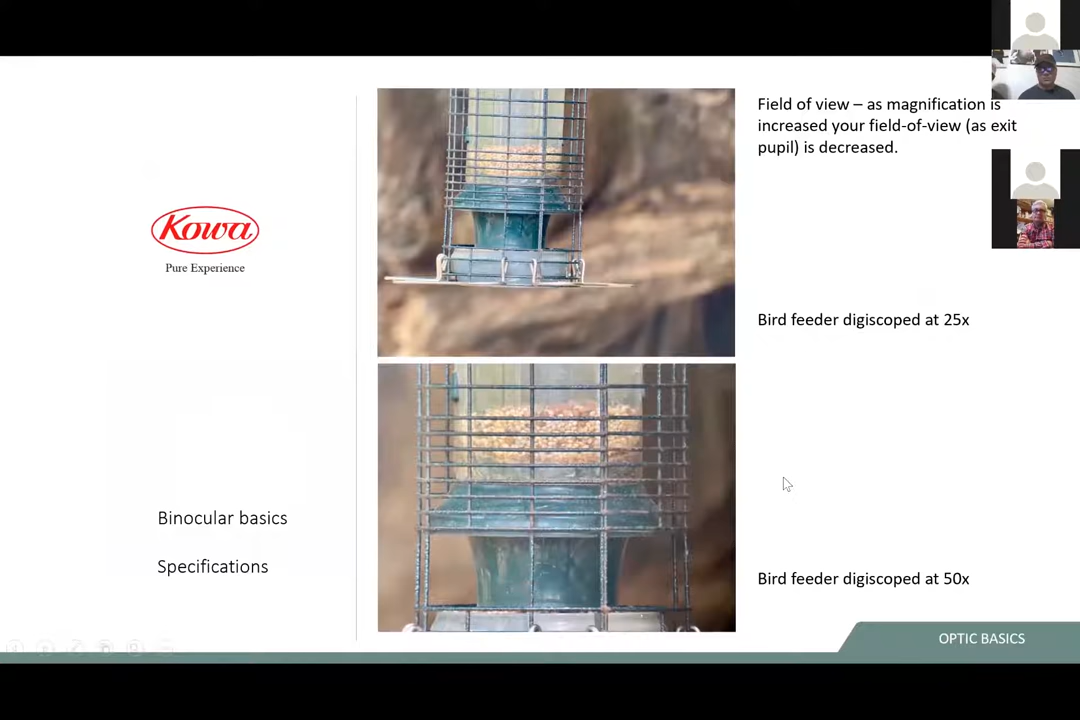 Kowa
Pure Experience
Binocular basics
Specifications
Field of view – as magnification is
increased your field-of-view (as exit
pupil) is decreased.
Bird feeder digiscoped at 25x
Bird feeder digiscoped at 50x
OPTIC BASICS